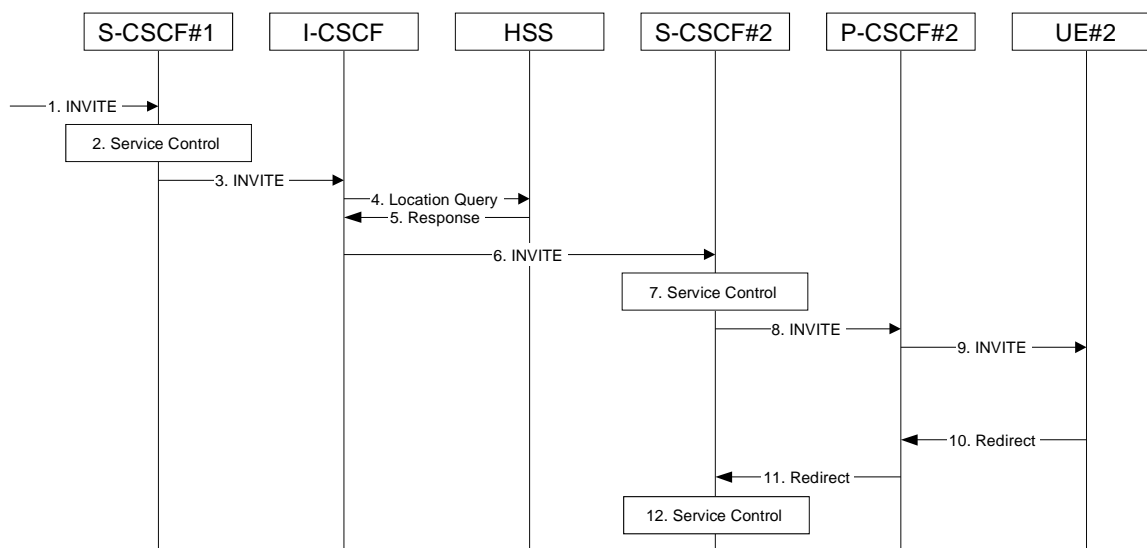 S-CSCF#1
I-CSCF
HSS
S-CSCF#2
P-CSCF#2
UE#2
1. INVITE
2. Service Control
3. INVITE
4. Location Query
5. Response
6. INVITE
7. Service Control
8. INVITE
9. INVITE
10. Redirect
11. Redirect
12. Service Control